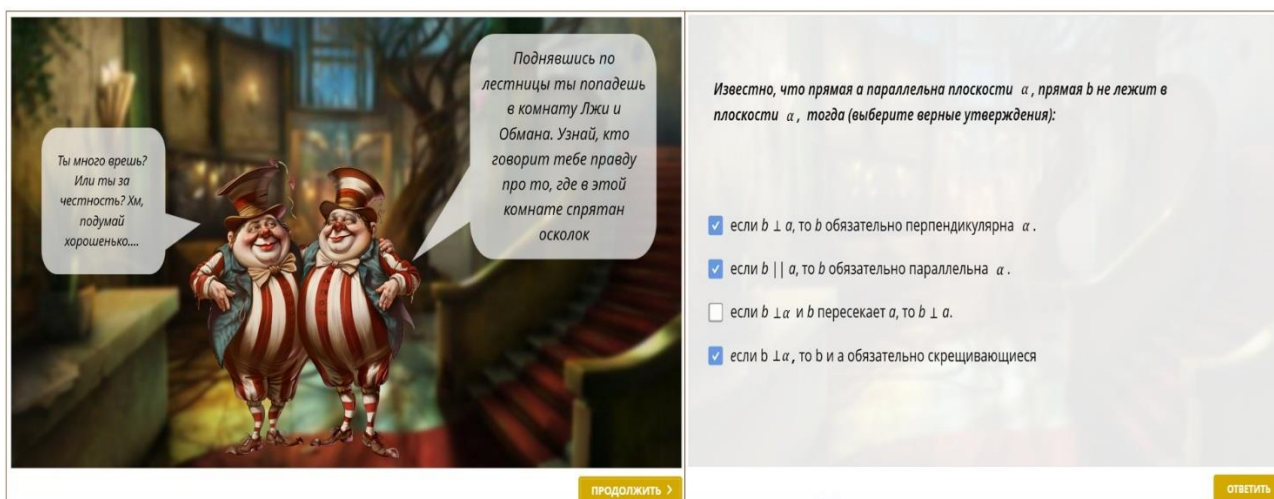 Ты много врешь?
Или ты за
честность? Хм,
подумай
хорошенько....
Поднявшись по
лестницы ты попадешь
в комнату Лжи и
Обмана. Узнай, кто
говорит тебе правду
про то, где в этой
комнате спрятан
осколок
ПРОДОЛЖИТЬ >
Известно, что прямая a параллельна плоскости α, прямая b не лежит в
плоскости α, тогда (выберите верные утверждения):
если b ⊥ a, то b обязательно перпендикулярна α.
если b || a, то b обязательно параллельна α.
если b ⊥α и b пересекает a, то b ⊥ a.
если b ⊥α, то b и a обязательно скрещивающиеся
ОТВЕТИТЬ